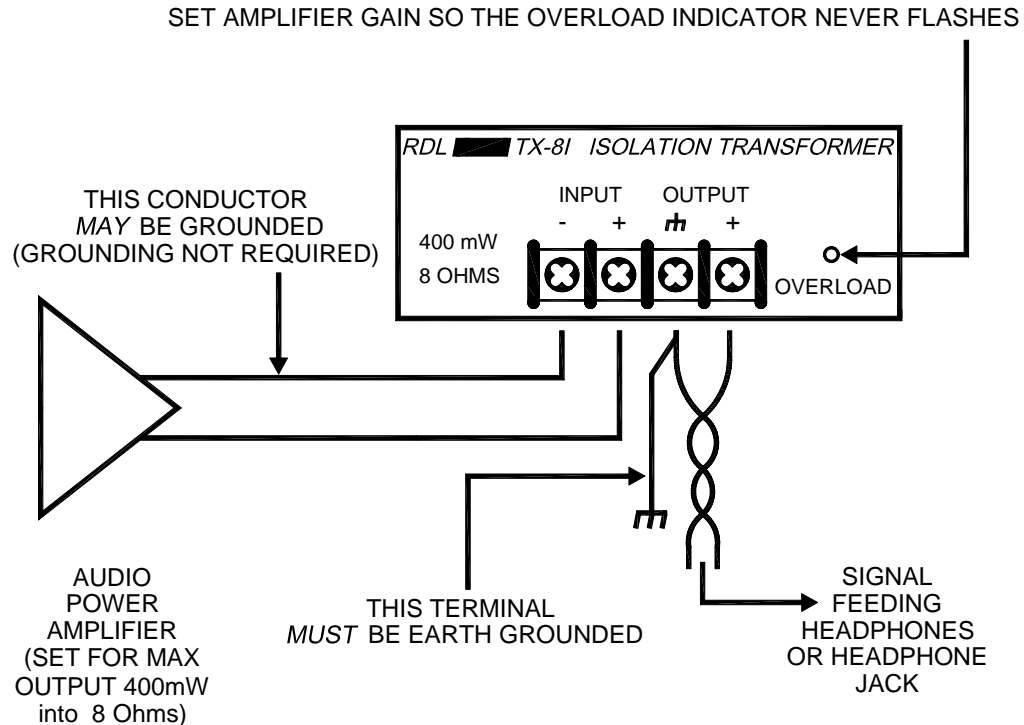 SET AMPLIFIER GAIN SO THE OVERLOAD INDICATOR NEVER FLASHES
RDL TX-8I ISOLATION TRANSFORMER
INPUT OUTPUT
- + +
400 mW
8 OHMS
OVERLOAD
THIS CONDUCTOR
MAY BE GROUNDED
(GROUNDING NOT REQUIRED)
AUDIO
POWER
AMPLIFIER
(SET FOR MAX
OUTPUT 400mW
into 8 Ohms)
THIS TERMINAL
MUST BE EARTH GROUNDED
SIGNAL
FEEDING
HEADPHONES
OR HEADPHONE
JACK